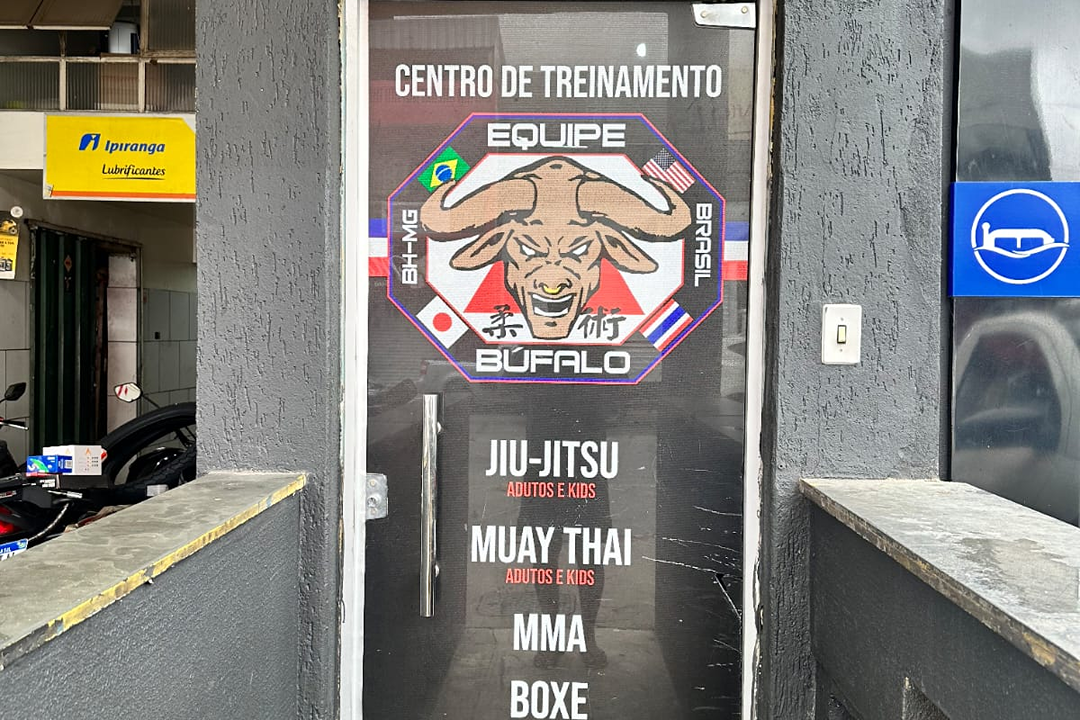 CENTRO DE TREINAMENTO
EQUIPE
BH-MG
BRASIL
柔 術
BÚFALO
JIU-JITSU
ADUTOS E KIDS
MUAY THAI
ADUTOS E KIDS
MMA
BOXE
Ipiranga
Lubrificantes